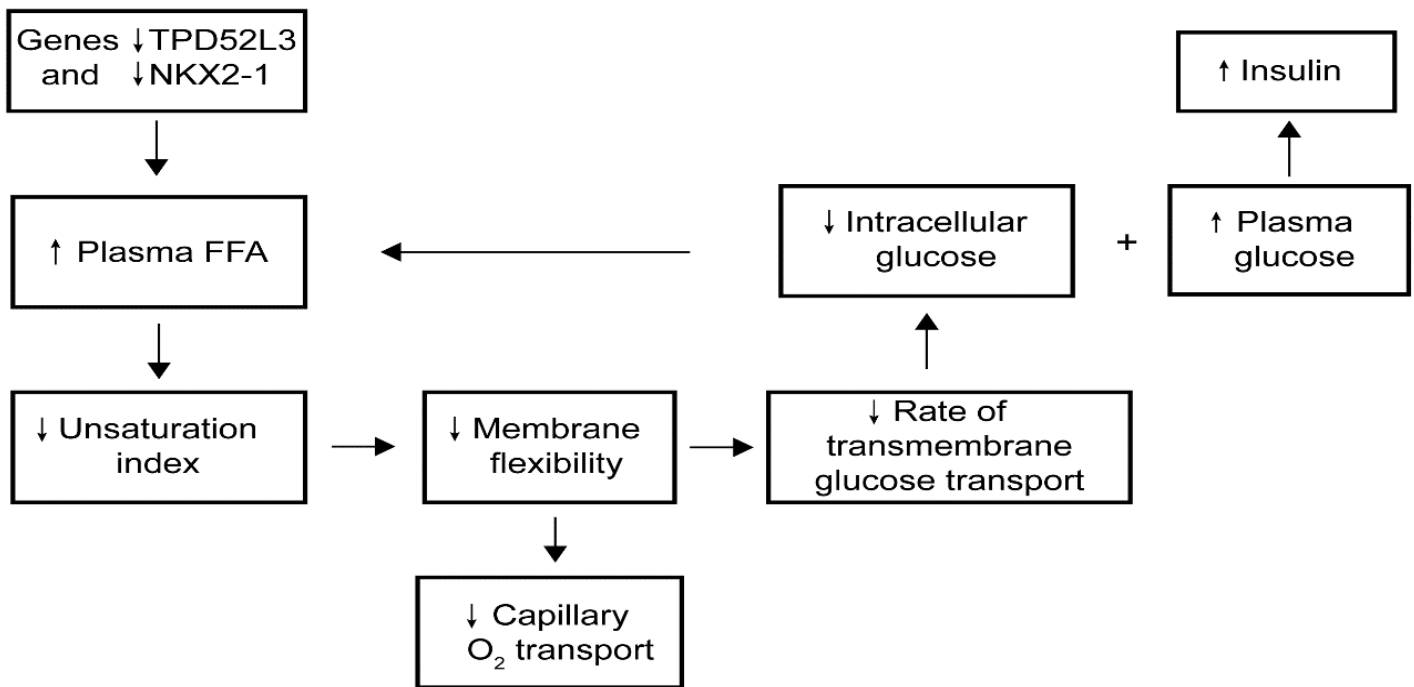 Genes ↓TPD52L3
and ↓NKX2-1
↑ Insulin
↑ Plasma FFA
↓ Intracellular
glucose
+
↑ Plasma
glucose
↓ Unsaturation
index
↓ Membrane
flexibility
↓ Rate of
transmembrane
glucose transport
↓ Capillary
O₂ transport